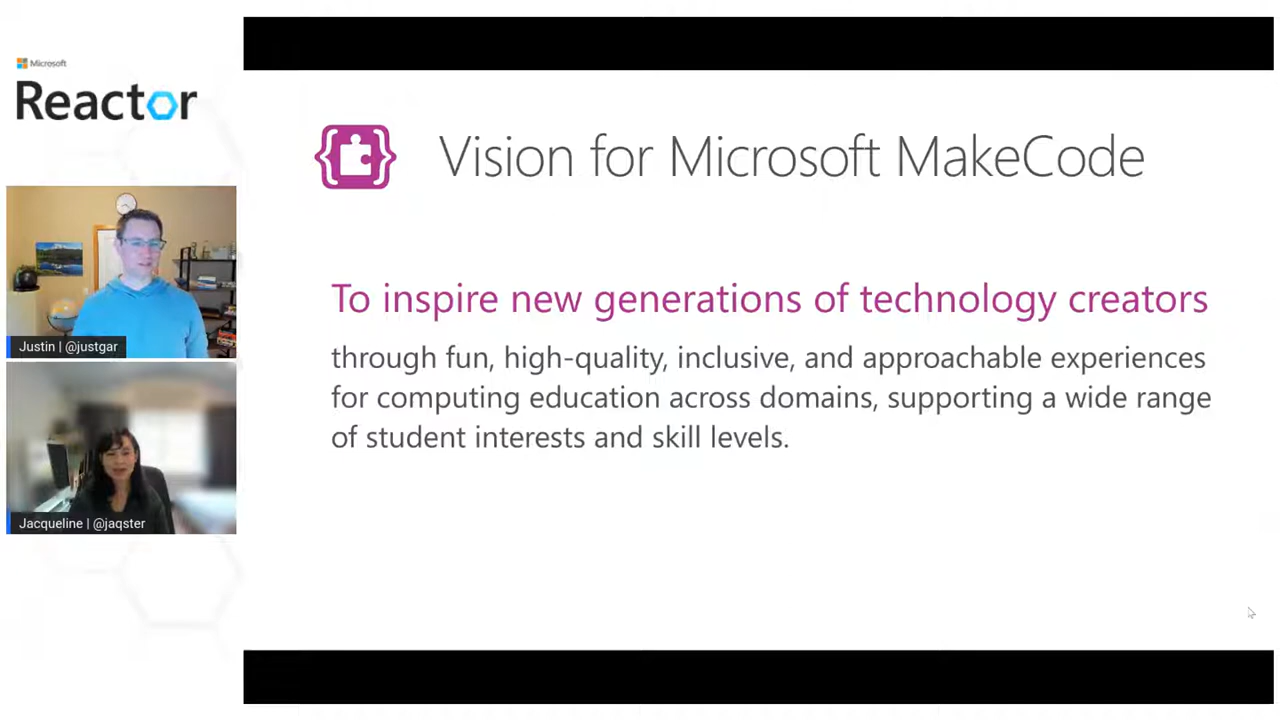 Microsoft
Reactor
Vision for Microsoft MakeCode
To inspire new generations of technology creators
through fun, high-quality, inclusive, and approachable experiences
for computing education across domains, supporting a wide range
of student interests and skill levels.
Justin | @justgar
Jacqueline | @jaqster